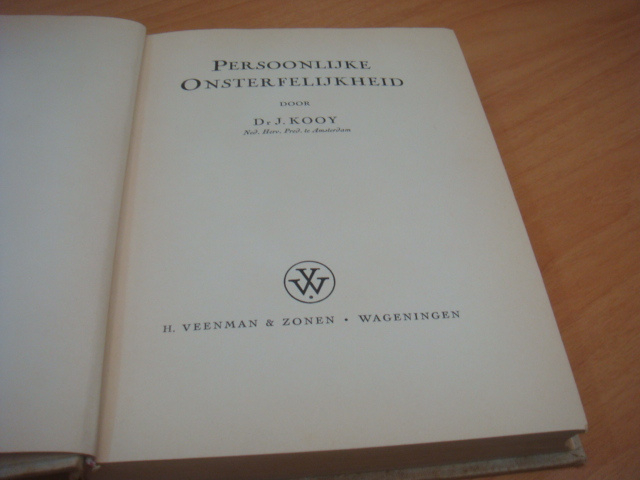 PERSOONLIJKE
ONSTERFELIJKHEID
DOOR
Dr J. KOOY
Ned. Herv. Pred. te Amsterdam
VW
H. VEENMAN & ZONEN • WAGENINGEN